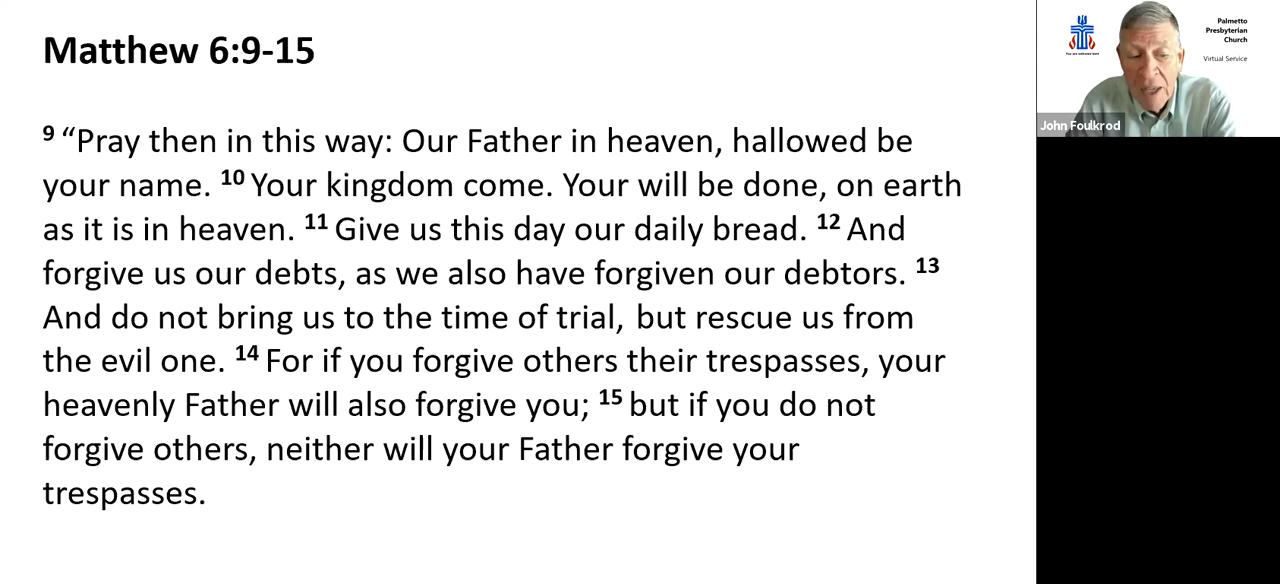 Matthew 6:9-15
9 “Pray then in this way: Our Father in heaven, hallowed be
your name. 10 Your kingdom come. Your will be done, on earth
as it is in heaven. 11 Give us this day our daily bread. 12 And
forgive us our debts, as we also have forgiven our debtors. 13
And do not bring us to the time of trial, but rescue us from
the evil one. 14 For if you forgive others their trespasses, your
heavenly Father will also forgive you; 15 but if you do not
forgive others, neither will your Father forgive your
trespasses.
Palmetto
Presbyterian
Church
Virtual Service
John Foulkrod